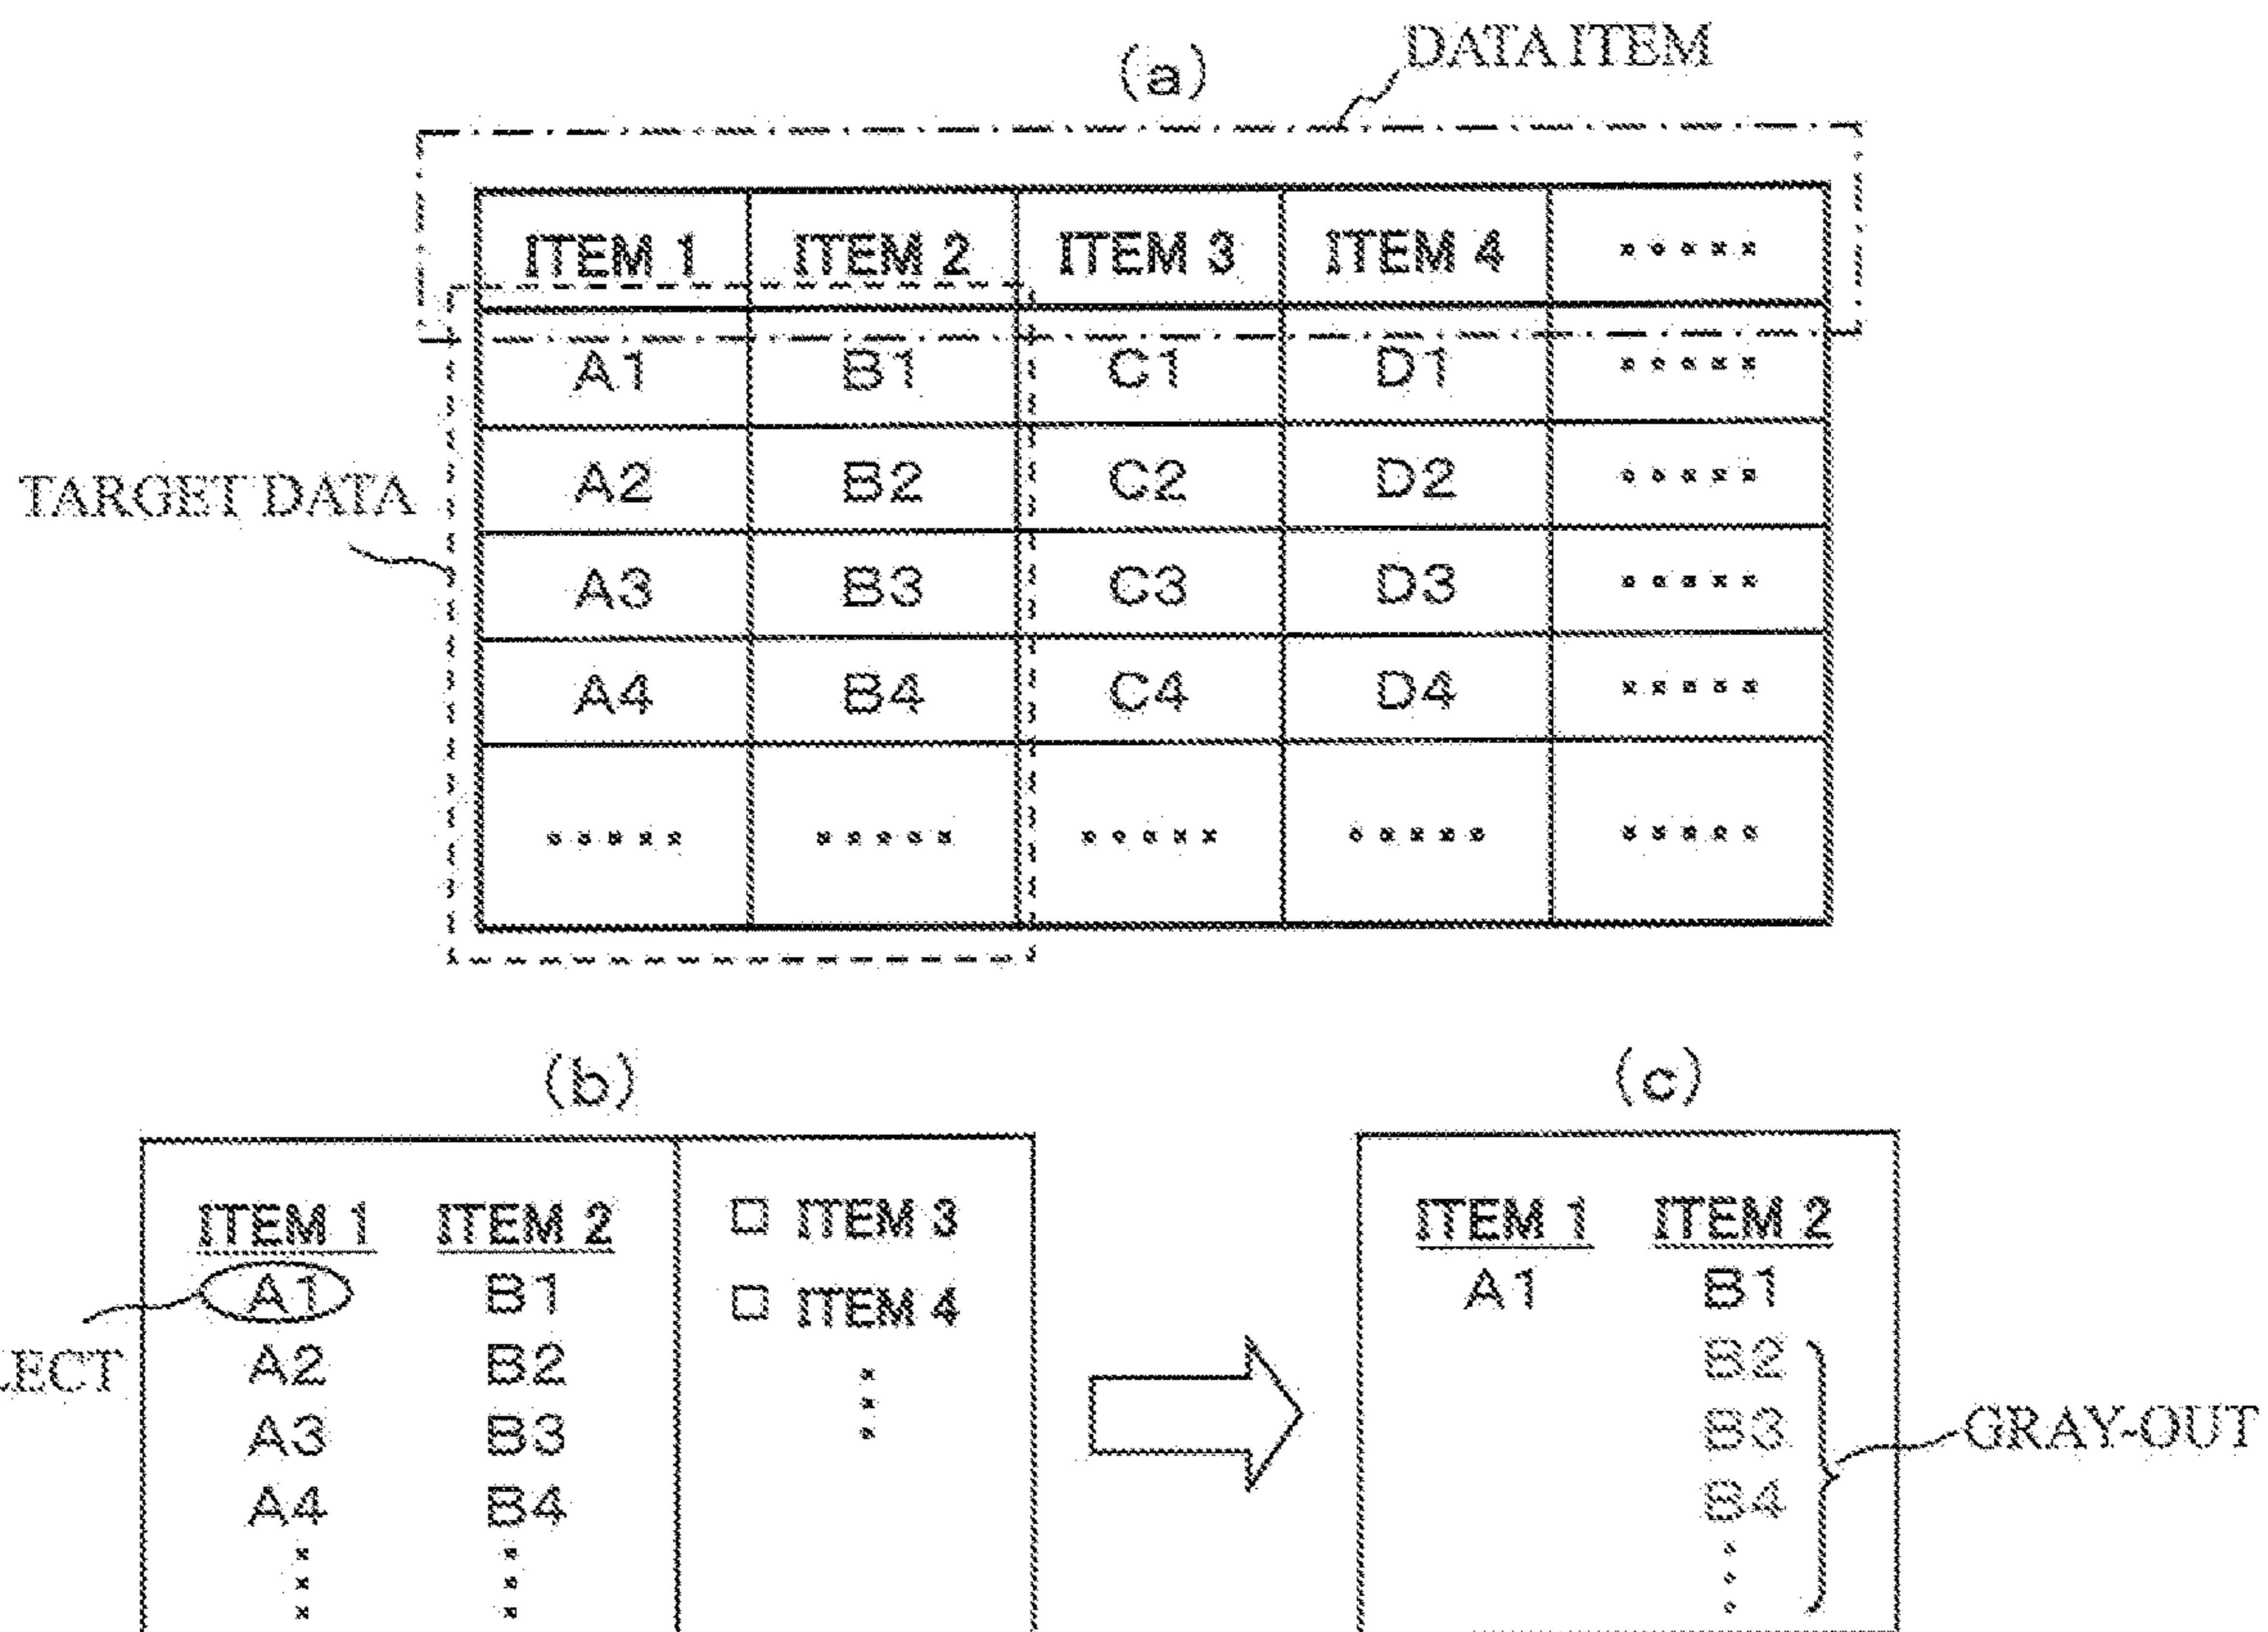 (a)
DATA ITEM
ITEM 1 ITEM 2 ITEM 3 ITEM 4 .....
A1 B1 C1 D1 .....
TARGET DATA
A2 B2 C2 D2 .....
A3 B3 C3 D3 .....
A4 B4 C4 D4 .....
..... ..... ..... ..... .....
(b)
ITEM 1 ITEM 2
A1 B1
LECT
A2 B2
A3 B3
A4 B4
☐ ITEM 3
☐ ITEM 4
(c)
ITEM 1 ITEM 2
A1 B1
B2
B3
B4
GRAY-OUT